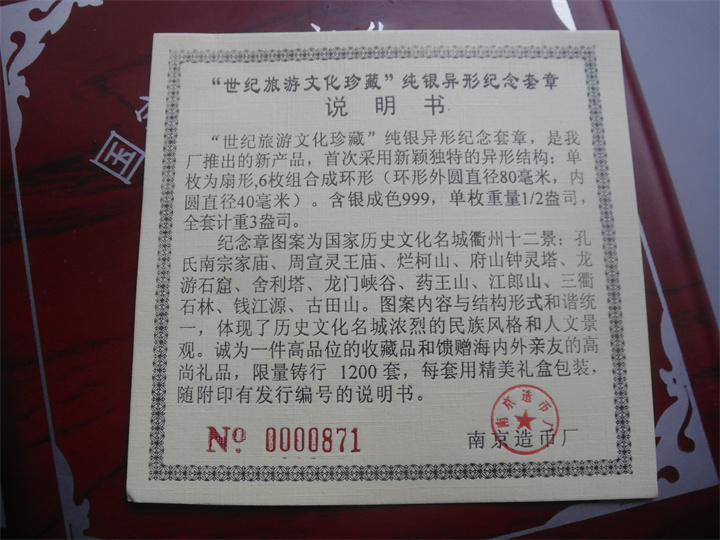 “世纪旅游文化珍藏”纯银异形纪念套章
说明书
“世纪旅游文化珍藏”纯银异形纪念套章，是我
厂推出的新产品，首次采用新颖独特的异形结构：单
枚为扇形，6枚组合成环形（环形外圆直径80毫米，内
圆直径40毫米）。含银成色999，单枚重量1/2盎司，
全套计重3盎司。
纪念章图案为国家历史文化名城衢州十二景：孔
氏南宗家庙、周宣灵王庙、烂柯山、府山钟灵塔、龙
游石窟、舍利塔、龙门峡谷、药王山、江郎山、三衢
石林、钱江源、古田山。图案内容与结构形式和谐统
一，体现了历史文化名城浓烈的民族风格和人文景
观。诚为一件高品位的收藏品和馈赠海内外亲友的高
尚礼品，限量铸行 1200 套，每套用精美礼盒包装，
随附印有发行编号的说明书。
Nº 0000871
南京造币厂
南京造币厂
国